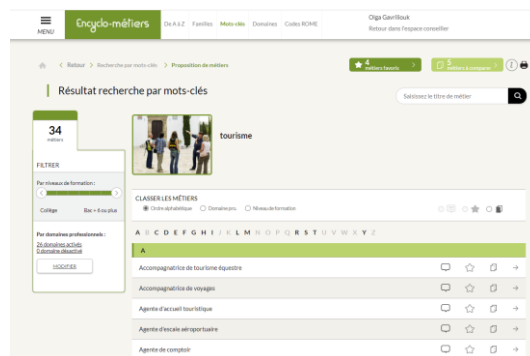 MENU
Encyclo-métiers
De A à Z Familles Mots-clés Domaines Codes ROME
Olga Gavrilouk
Retour dans l'espace conseiller
< Retour > Recherche par mots-clés > Proposition de métiers
4 métiers favoris >
5 métiers à comparer >
Résultat recherche par mots-clés
Saisissez le titre de métier
34
métiers
tourisme
FILTRER
Par niveaux de formation :
Collège Bac + 6 ou plus
Par domaines professionnels :
26 domaines activés
0 domaine désactivé
MODIFIER
CLASSER LES MÉTIERS
Ordre alphabétique Domaine pro. Niveau de formation
A B C D E F G H I J K L M N O P Q R S T U V W X Y Z
A
Accompagnatrice de tourisme équestre
Accompagnatrice de voyages
Agente d'accueil touristique
Agente d'escale aéroportuaire
Agente de comptoir